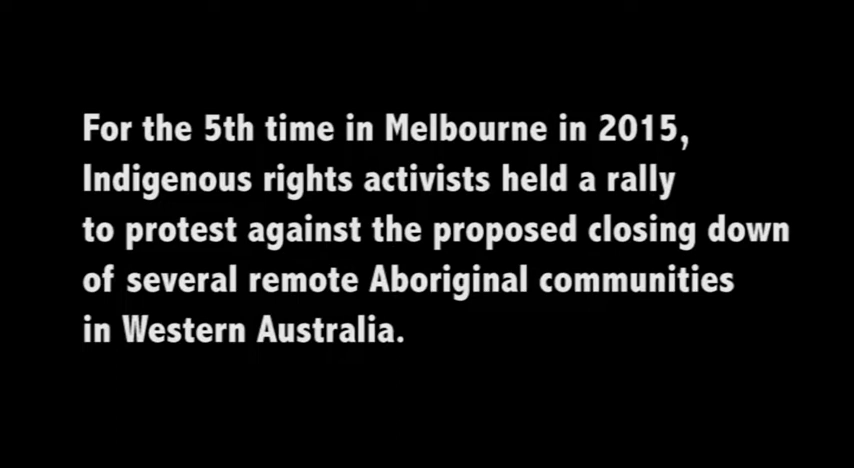 For the 5th time in Melbourne in 2015,
Indigenous rights activists held a rally
to protest against the proposed closing down
of several remote Aboriginal communities
in Western Australia.